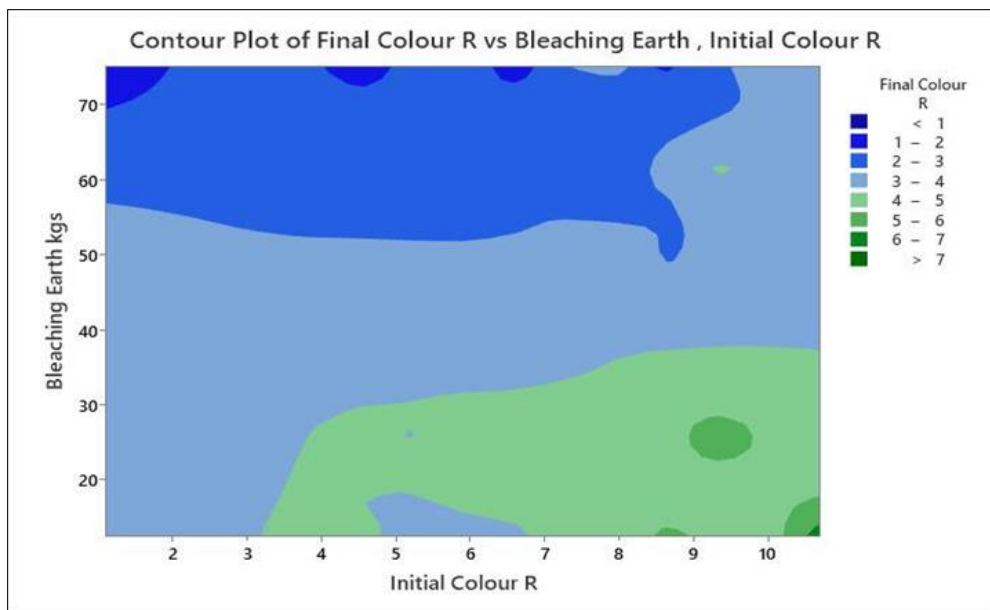 Contour Plot of Final Colour R vs Bleaching Earth , Initial Colour R
Final Colour
R
< 1
1 – 2
2 – 3
3 – 4
4 – 5
5 – 6
6 – 7
> 7
Bleaching Earth kgs
70
60
50
40
30
20
2 3 4 5 6 7 8 9 10
Initial Colour R